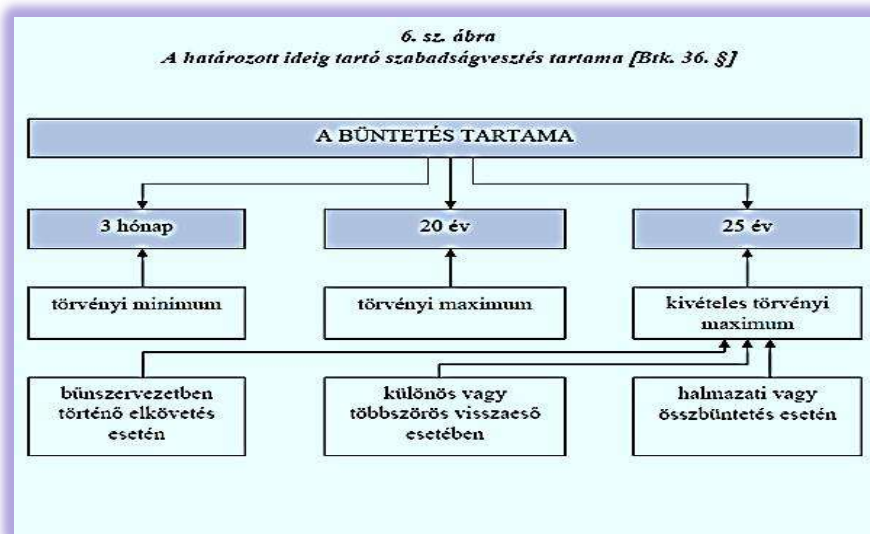 6. sz. ábra
A határozott ideig tartó szabadságvesztés tartama [Btk. 36. §]
A BÜNTETÉS TARTAMA
3 hónap
20 év
25 év
törvényi minimum
törvényi maximum
kivételes törvényi
maximum
bűnszervezetben
történő elkövetés
esetén
különös vagy
többszörös visszaeső
esetében
halmazati vagy
összbüntetés esetén